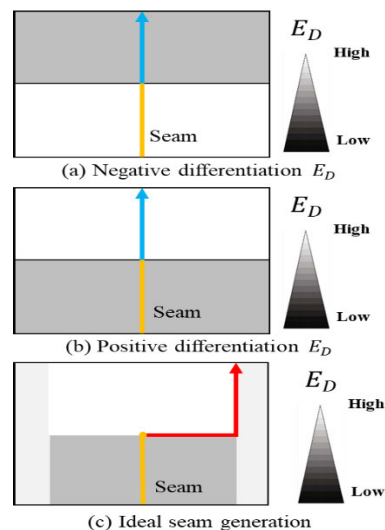 E_D
High
Seam
Low
(a) Negative differentiation E_D
E_D
High
Seam
Low
(b) Positive differentiation E_D
E_D
High
Seam
Low
(c) Ideal seam generation